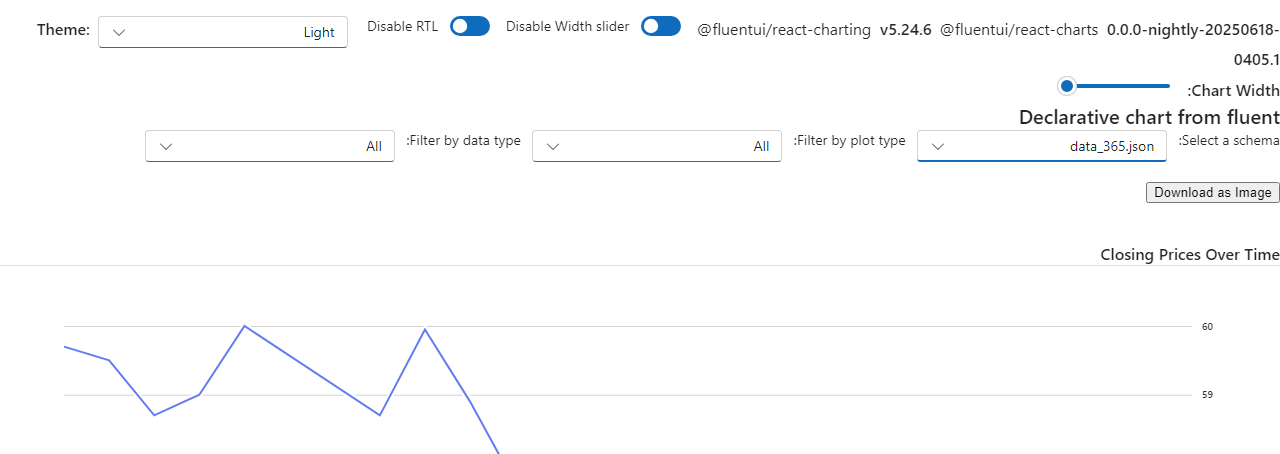 Theme: Light Disable RTL Disable Width slider @fluentui/react-charting v5.24.6 @fluentui/react-charts 0.0.0-nightly-20250618-
0405.1
:Chart Width
Declarative chart from fluent
:Select a schema data_365.json :Filter by plot type All :Filter by data type All
Download as Image
Closing Prices Over Time
60
59